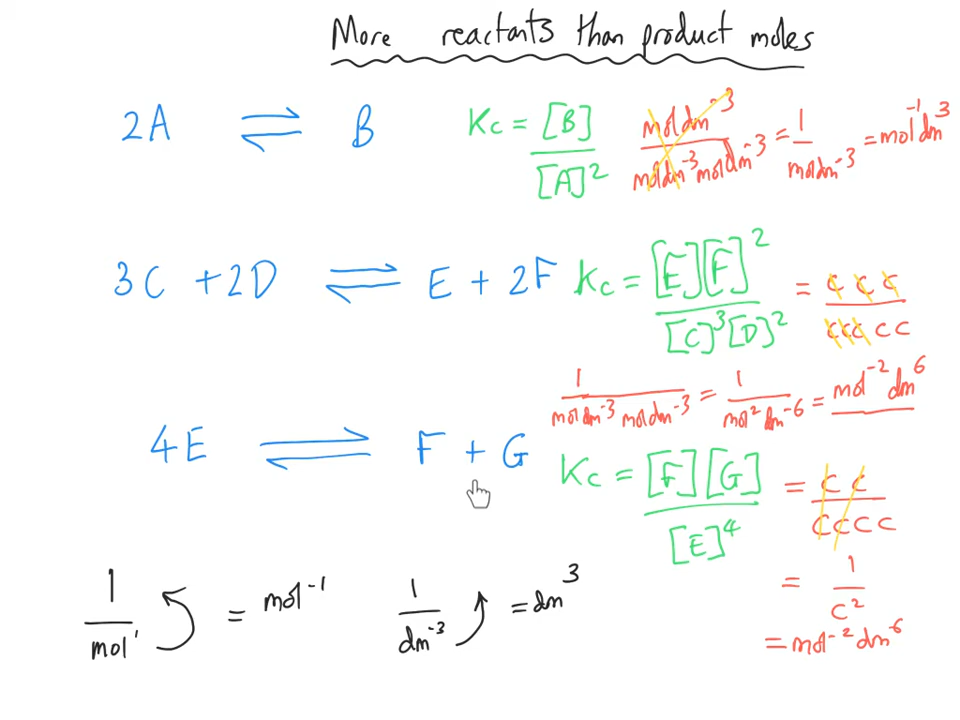 More reactants than product moles
2A ⇌ B Kc = [B] / [A]² mol dm⁻³ / mol dm⁻³ mol dm⁻³ = 1 / mol dm⁻³ = mol⁻¹ dm³
3C + 2D ⇌ E + 2F Kc = [E][F]² / [C]³[D]² = c c c / c c c c c
1 / mol dm⁻³ mol dm⁻³ = 1 / mol² dm⁻⁶ = mol⁻² dm⁶
4E ⇌ F + G Kc = [F][G] / [E]⁴ = c c / c c c c
= 1 / c²
= mol⁻² dm⁶
1 / mol¹ = mol⁻¹ 1 / dm⁻³ = dm³